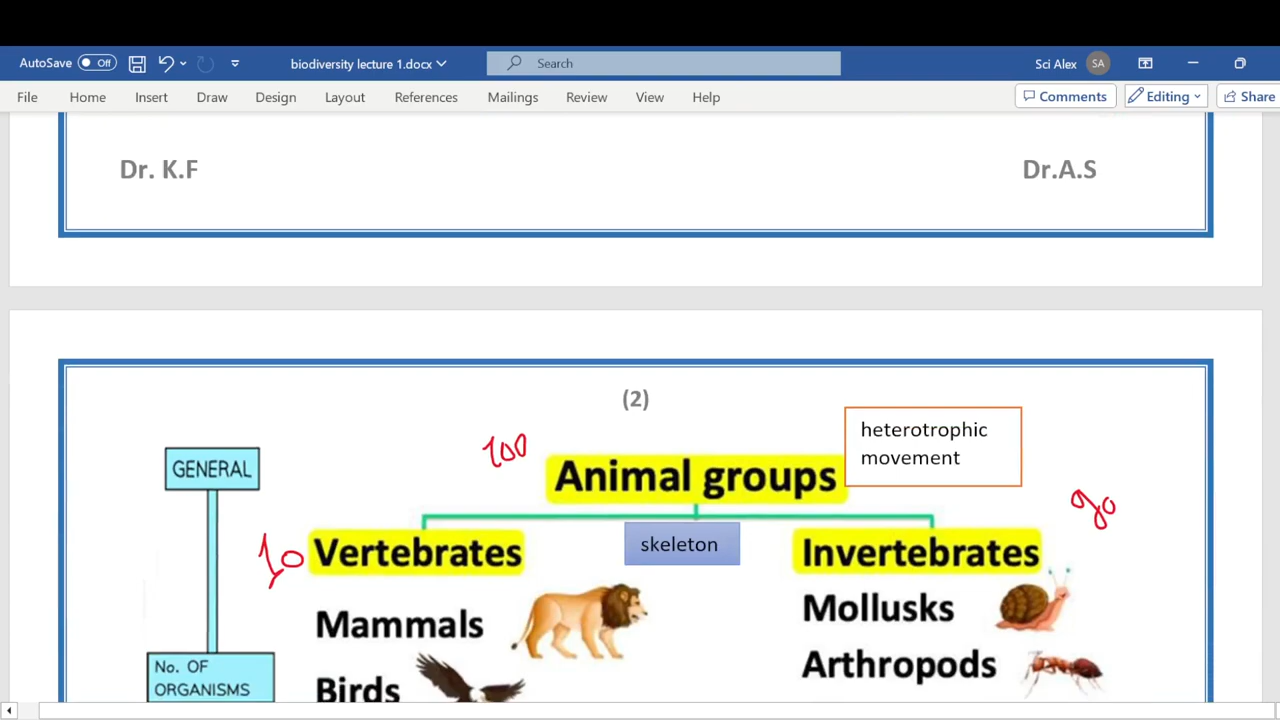 AutoSave Off biodiversity lecture 1.docx Search Sci Alex SA
File Home Insert Draw Design Layout References Mailings Review View Help Comments Editing Share
Dr. K.F Dr.A.S
(2)
heterotrophic
movement
100
GENERAL
Animal groups
90
10
Vertebrates
skeleton
Invertebrates
Mammals
Mollusks
Arthropods
No. OF
ORGANISMS
Birds